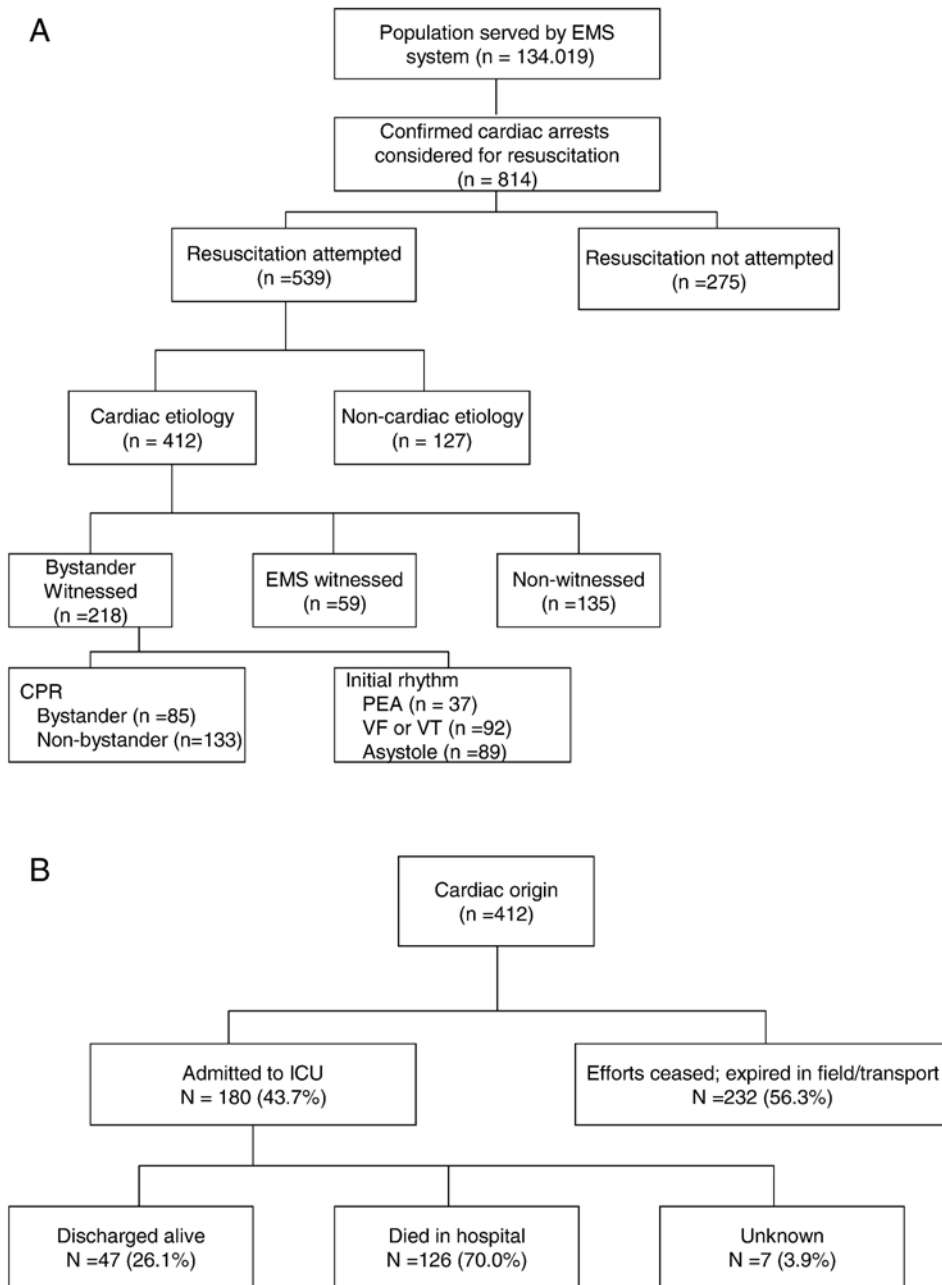 A
Population served by EMS
system (n = 134.019)
Confirmed cardiac arrests
considered for resuscitation
(n = 814)
Resuscitation attempted
(n =539)
Resuscitation not attempted
(n =275)
Cardiac etiology
(n = 412)
Non-cardiac etiology
(n = 127)
Bystander
Witnessed
(n =218)
EMS witnessed
(n =59)
Non-witnessed
(n =135)
CPR
Bystander (n =85)
Non-bystander (n=133)
Initial rhythm
PEA (n = 37)
VF or VT (n =92)
Asystole (n =89)
B
Cardiac origin
(n =412)
Admitted to ICU
N = 180 (43.7%)
Efforts ceased; expired in field/transport
N =232 (56.3%)
Discharged alive
N =47 (26.1%)
Died in hospital
N =126 (70.0%)
Unknown
N =7 (3.9%)